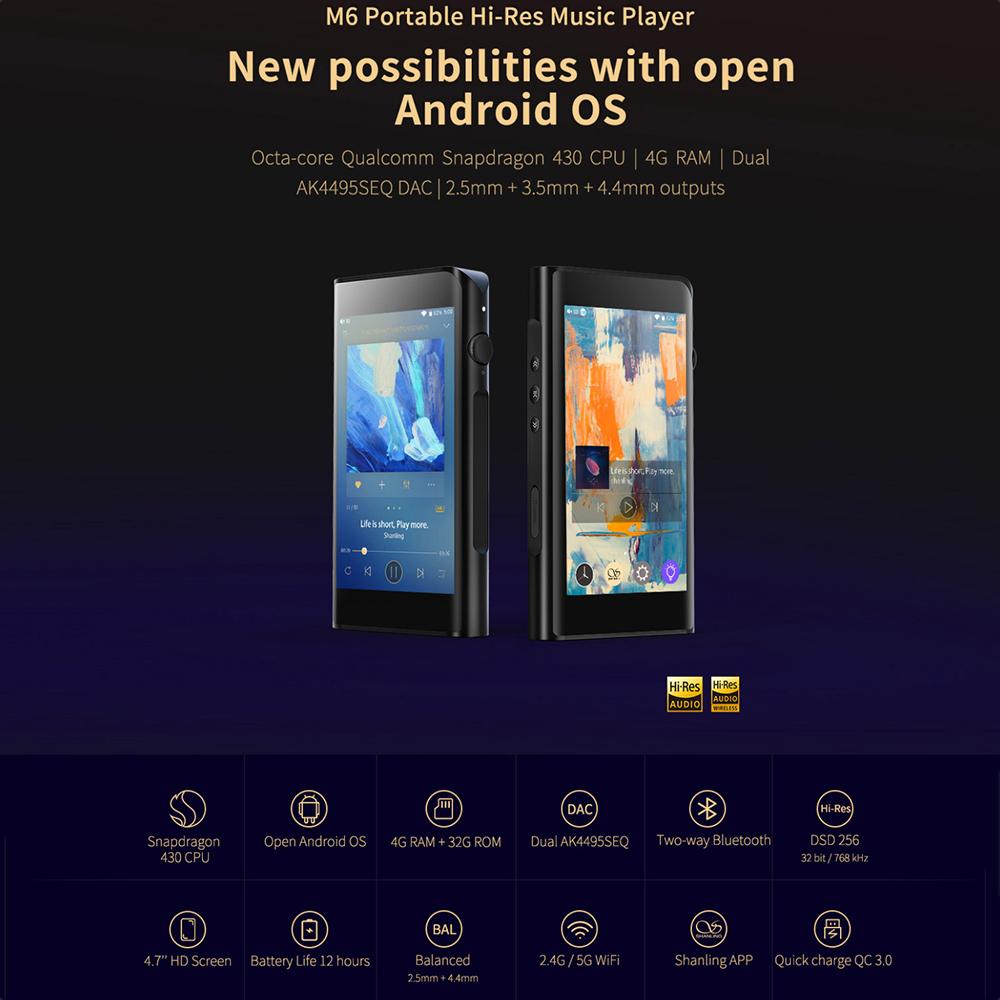 M6 Portable Hi-Res Music Player
New possibilities with open
Android OS
Octa-core Qualcomm Snapdragon 430 CPU | 4G RAM | Dual
AK4495SEQ DAC | 2.5mm + 3.5mm + 4.4mm outputs
62% 5:00
Life is short, Play more.
Shanling
Life is short, Play more.
shanling
Hi-Res
AUDIO
Hi-Res
AUDIO
WIRELESS
Snapdragon
430 CPU
Open Android OS
4G RAM + 32G ROM
DAC
Dual AK4495SEQ
Two-way Bluetooth
Hi-Res
DSD 256
32 bit / 768 kHz
4.7'' HD Screen
Battery Life 12 hours
BAL
Balanced
2.5mm + 4.4mm
2.4G / 5G WiFi
SHANLING
Shanling APP
Quick charge QC 3.0